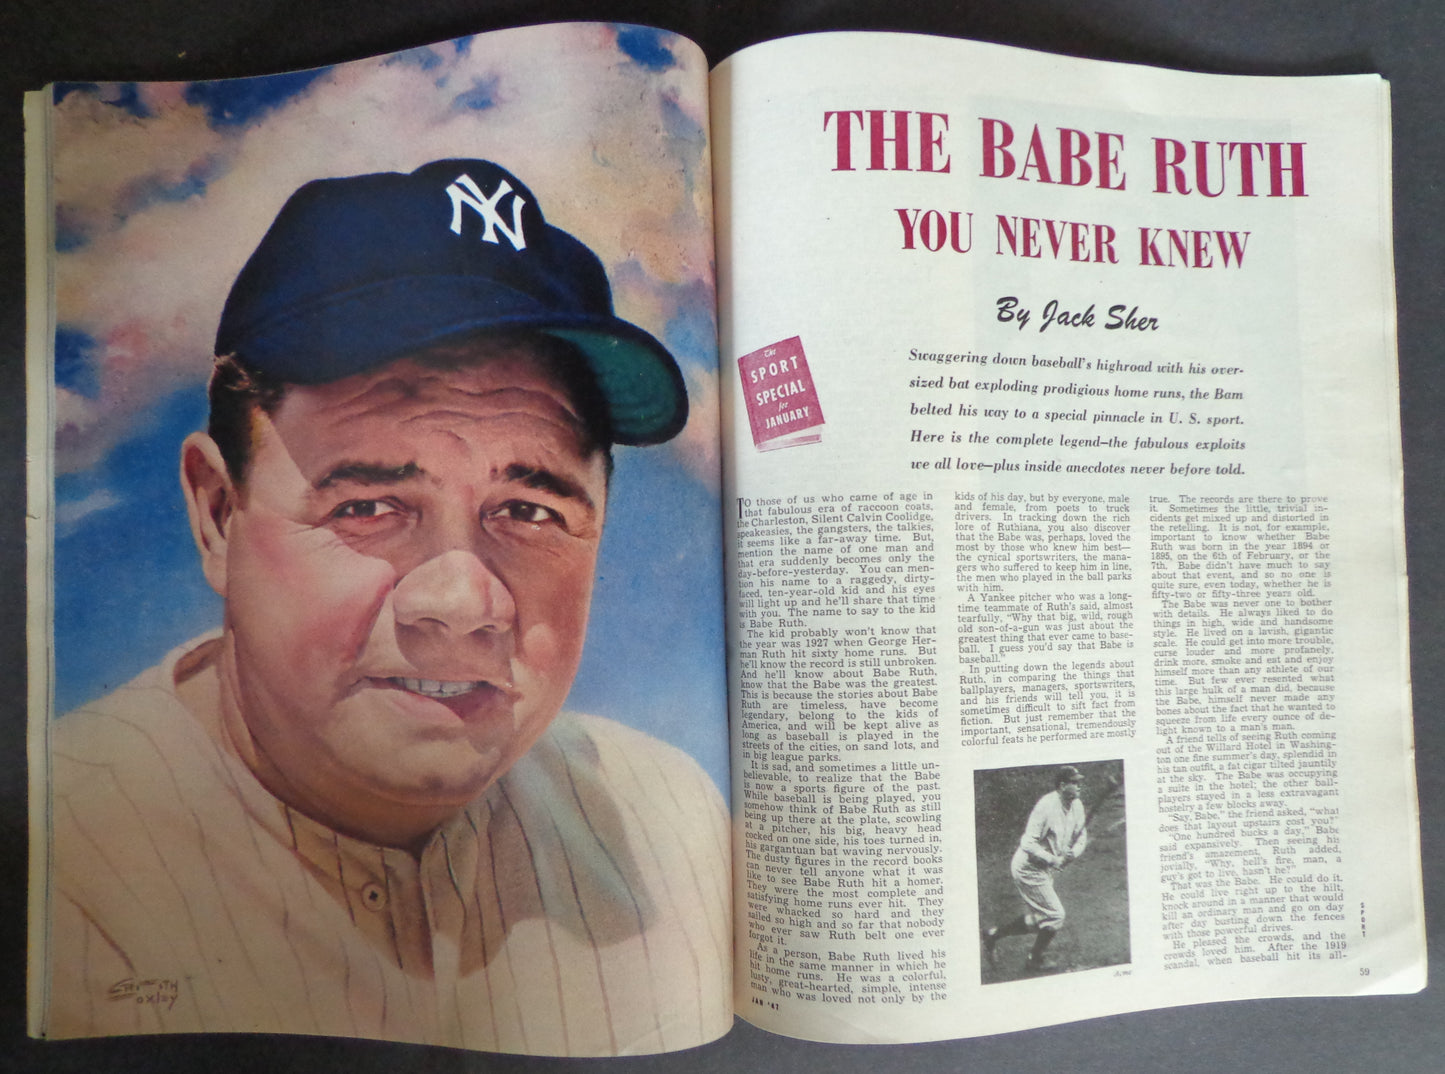 NY
THE BABE RUTH
YOU NEVER KNEW
By Jack Sher
The
SPORT
SPECIAL
for
JANUARY
Swaggering down baseball's highroad with his over-
sized bat exploding prodigious home runs, the Bam
belted his way to a special pinnacle in U. S. sport.
Here is the complete legend—the fabulous exploits
we all love—plus inside anecdotes never before told.
TO those of us who came of age in
that fabulous era of raccoon coats,
the Charleston, Silent Calvin Coolidge,
speakeasies, the gangsters, the talkies,
it seems like a far-away time. But,
mention the name of one man and
that era suddenly becomes only the
day-before-yesterday. You can men-
tion his name to a raggedy, dirty-
faced, ten-year-old kid and his eyes
will light up and he'll share that time
with you. The name to say to the kid
is Babe Ruth.
The kid probably won't know that
the year was 1927 when George Her-
man Ruth hit sixty home runs. But
he'll know the record is still unbroken.
And he'll know about Babe Ruth,
know that the Babe was the greatest.
This is because the stories about Babe
Ruth are timeless, have become
legendary, belong to the kids of
America, and will be kept alive as
long as baseball is played in the
streets of the cities, on sand lots, and
in big league parks.
It is sad, and sometimes a little un-
believable, to realize that the Babe
is now a sports figure of the past.
While baseball is being played, you
somehow think of Babe Ruth as still
being up there at the plate, scowling
at a pitcher, his big, heavy head
cocked on one side, his toes turned in,
his gargantuan bat waving nervously.
The dusty figures in the record books
can never tell anyone what it was
like to see Babe Ruth hit a homer.
They were the most complete and
satisfying home runs ever hit. They
were whacked so hard and they
sailed so high and so far that nobody
who ever saw Ruth belt one ever
forgot it.
As a person, Babe Ruth lived his
life in the same manner in which he
hit home runs. He was a colorful,
lusty, great-hearted, simple, intense
man who was loved not only by the
kids of his day, but by everyone, male
and female, from poets to truck
drivers. In tracking down the rich
lore of Ruthiana, you also discover
that the Babe was, perhaps, loved the
most by those who knew him best—
the cynical sportswriters, the mana-
gers who suffered to keep him in line,
the men who played in the ball parks
with him.
A Yankee pitcher who was a long-
time teammate of Ruth's said, almost
tearfully, "Why that big, wild, rough
old son-of-a-gun was just about the
greatest thing that ever came to base-
ball. I guess you'd say that Babe is
baseball."
In putting down the legends about
Ruth, in comparing the things that
ballplayers, managers, sportswriters,
and his friends will tell you, it is
sometimes difficult to sift fact from
fiction. But just remember that the
important, sensational, tremendously
colorful feats he performed are mostly
true. The records are there to prove
it. Sometimes the little, trivial in-
cidents get mixed up and distorted in
the retelling. It is not, for example,
important to know whether Babe
Ruth was born in the year 1894 or
1895, on the 6th of February, or the
7th. Babe didn't have much to say
about that event, and so no one is
quite sure, even today, whether he is
fifty-two or fifty-three years old.
The Babe was never one to bother
with details. He always liked to do
things in high, wide and handsome
style. He lived on a lavish, gigantic
scale. He could get into more trouble,
curse louder and more profanely,
drink more, smoke and eat and enjoy
himself more than any athlete of our
time. But few ever resented what
this large hulk of a man did, because
the Babe, himself never made any
bones about the fact that he wanted to
squeeze from life every ounce of de-
light known to a man's man.
A friend tells of seeing Ruth coming
out of the Willard Hotel in Washing-
ton one fine summer's day, splendid in
his tan outfit, a fat cigar tilted jauntily
at the sky. The Babe was occupying
a suite in the hotel; the other ball-
players stayed in a less extravagant
hostelry a few blocks away.
"Say, Babe," the friend asked, "what
does that layout upstairs cost you?"
"One hundred bucks a day," Babe
said expansively. Then seeing his
friend's amazement, Ruth added,
jovially, "Why, hell's fire, man, a
guy's got to live, hasn't he?"
That was the Babe. He could do it.
He could live right up to the hilt,
knock around in a manner that would
kill an ordinary man and go on day
after day busting down the fences
with those powerful drives.
He pleased the crowds, and the
crowds loved him. After the 1919
scandal, when baseball hit its all-
Acme
JAN '47
SPORT
59